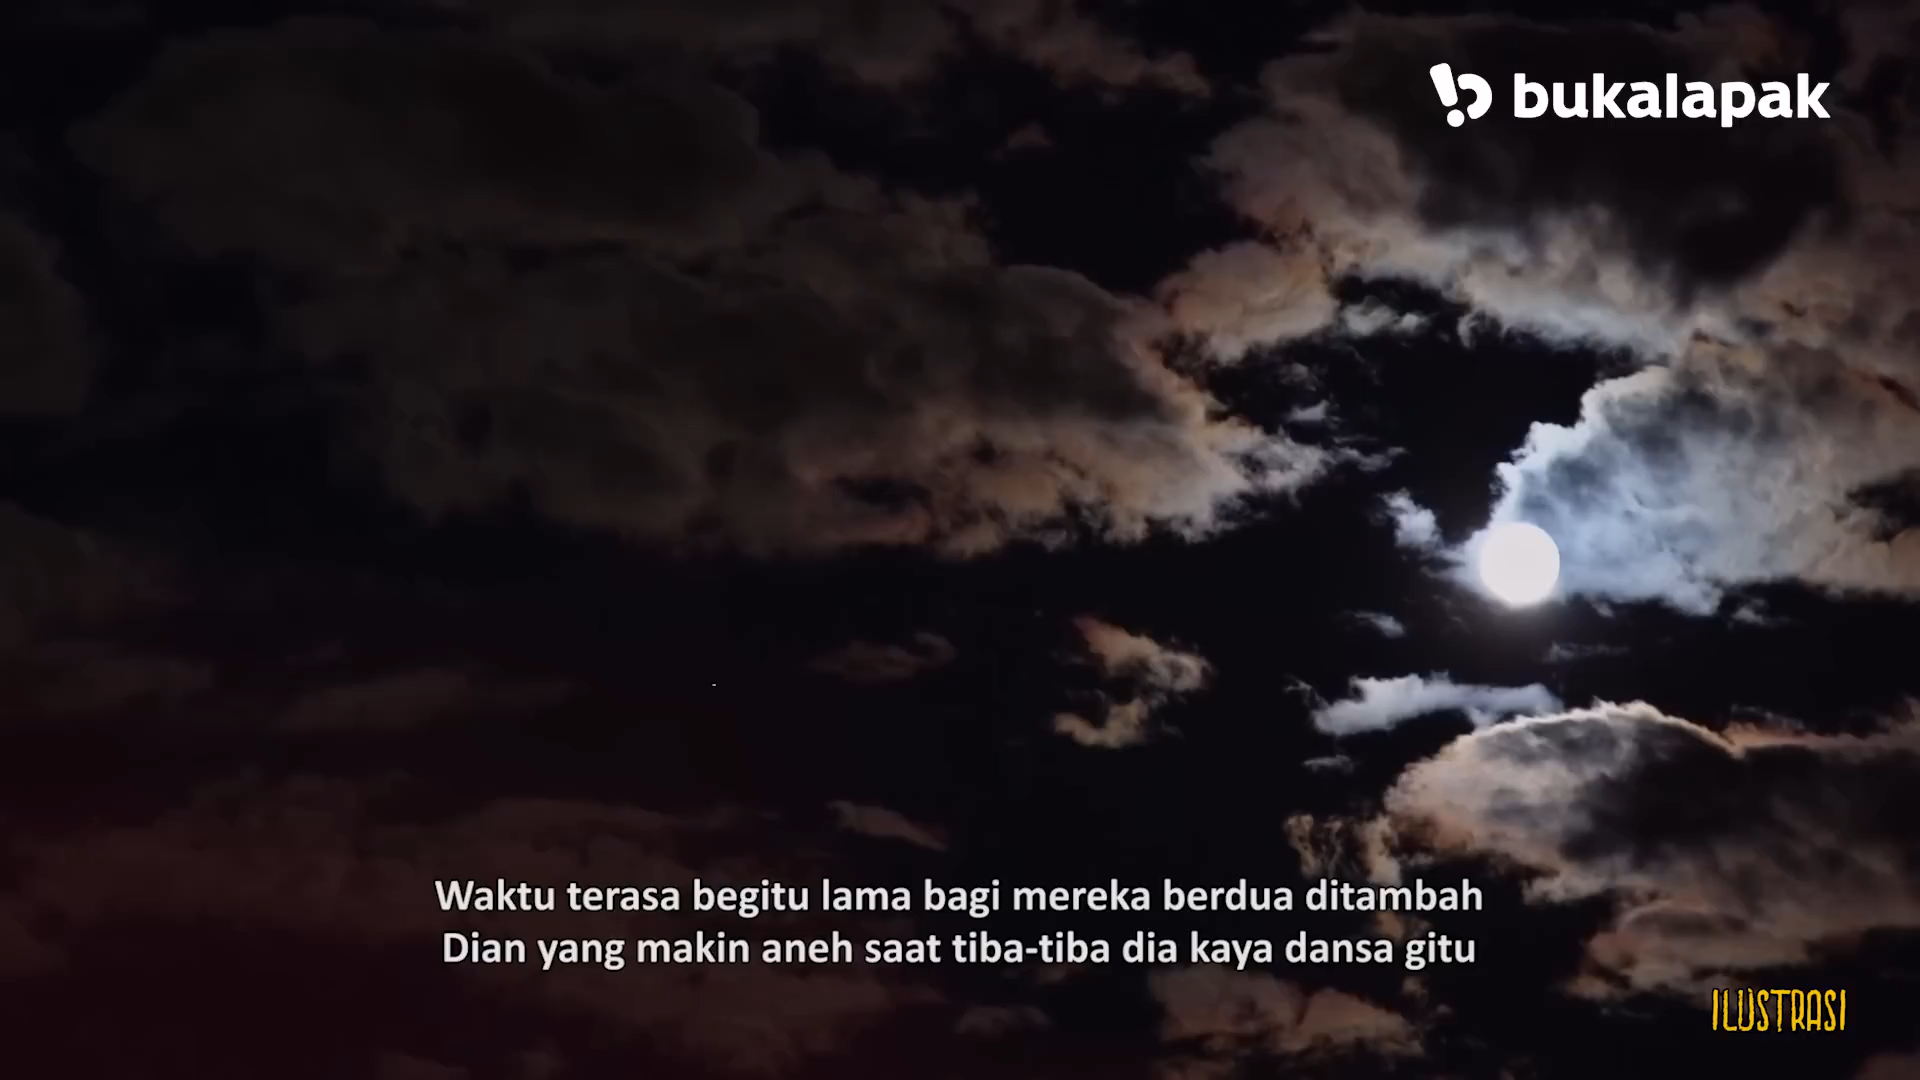 bukalapak
Waktu terasa begitu lama bagi mereka berdua ditambah
Dian yang makin aneh saat tiba-tiba dia kaya dansa gitu
ILUSTRASI